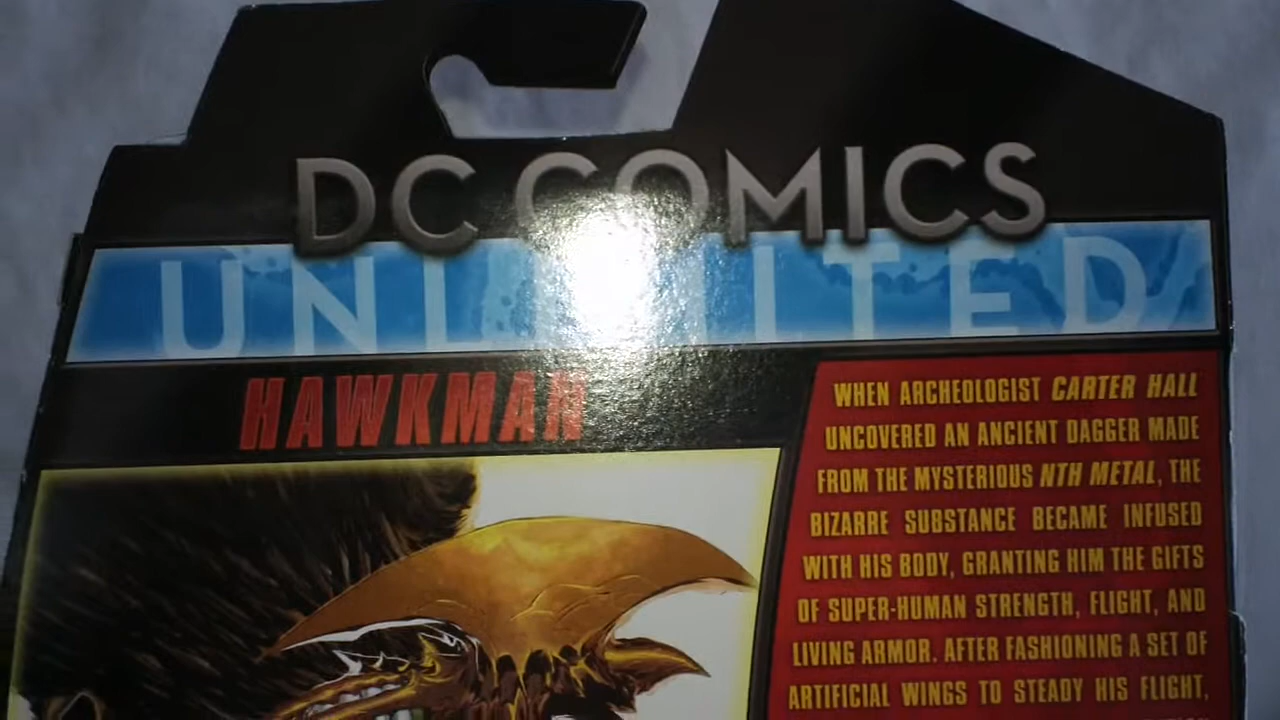 DC COMICS
UNLIMITED
HAWKMAN
WHEN ARCHEOLOGIST CARTER HALL
UNCOVERED AN ANCIENT DAGGER MADE
FROM THE MYSTERIOUS NTH METAL, THE
BIZARRE SUBSTANCE BECAME INFUSED
WITH HIS BODY, GRANTING HIM THE GIFTS
OF SUPER-HUMAN STRENGTH, FLIGHT, AND
LIVING ARMOR. AFTER FASHIONING A SET OF
ARTIFICIAL WINGS TO STEADY HIS FLIGHT,